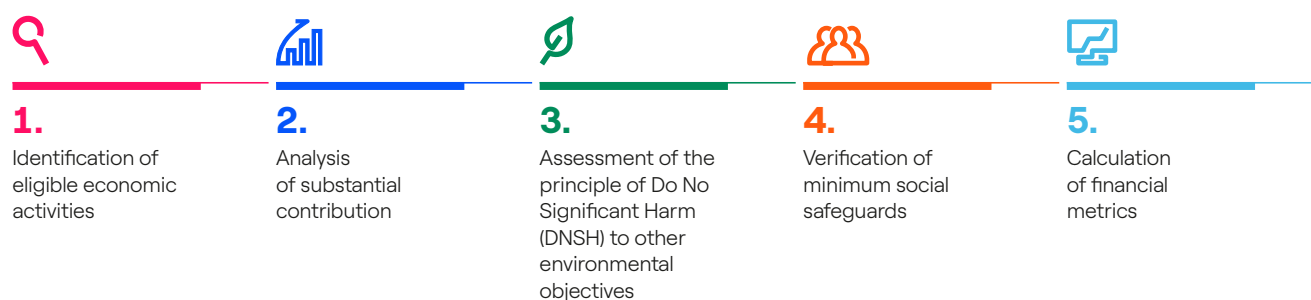 1.
Identification of
eligible economic
activities
2.
Analysis
of substantial
contribution
3.
Assessment of the
principle of Do No
Significant Harm
(DNSH) to other
environmental
objectives
4.
Verification of
minimum social
safeguards
5.
Calculation
of financial
metrics